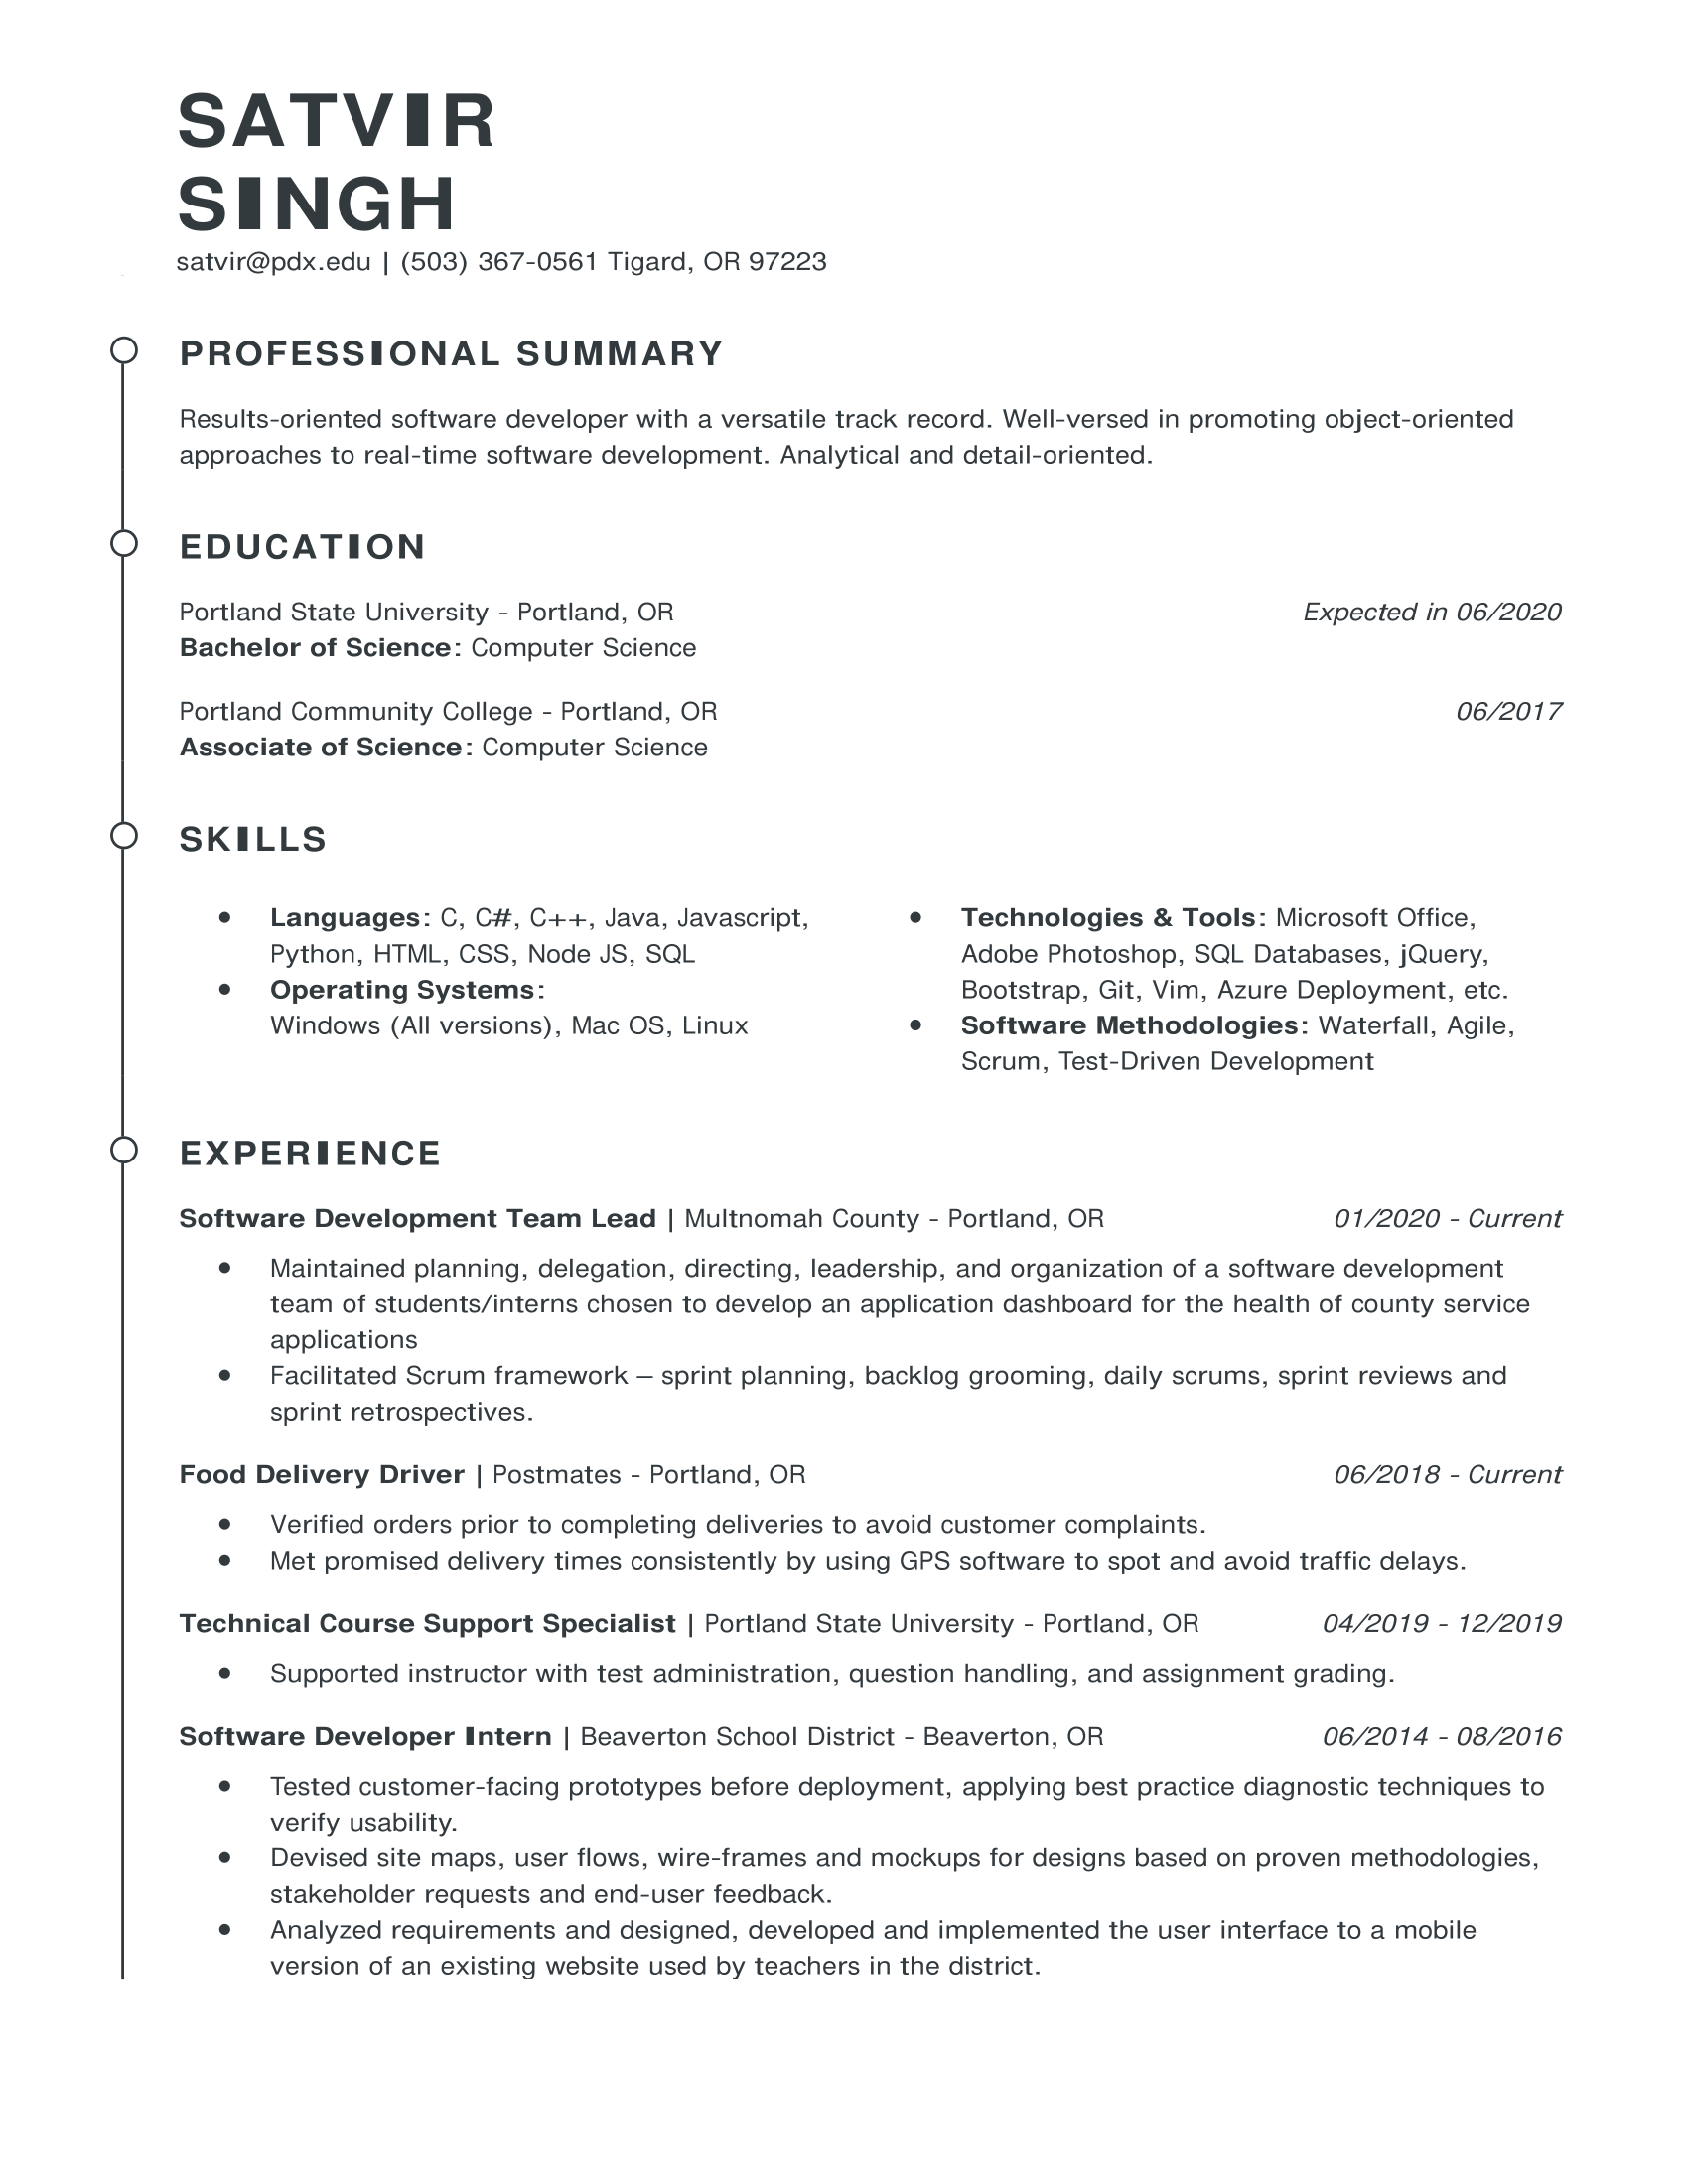 SATVIR
SINGH
satvir@pdx.edu | (503) 367-0561 Tigard, OR 97223
PROFESSIONAL SUMMARY
Results-oriented software developer with a versatile track record. Well-versed in promoting object-oriented
approaches to real-time software development. Analytical and detail-oriented.
EDUCATION
Portland State University - Portland, OR Expected in 06/2020
Bachelor of Science: Computer Science
Portland Community College - Portland, OR 06/2017
Associate of Science: Computer Science
SKILLS
• Languages: C, C#, C++, Java, Javascript,
Python, HTML, CSS, Node JS, SQL
• Operating Systems:
Windows (All versions), Mac OS, Linux
• Technologies & Tools: Microsoft Office,
Adobe Photoshop, SQL Databases, jQuery,
Bootstrap, Git, Vim, Azure Deployment, etc.
• Software Methodologies: Waterfall, Agile,
Scrum, Test-Driven Development
EXPERIENCE
Software Development Team Lead | Multnomah County - Portland, OR 01/2020 - Current
• Maintained planning, delegation, directing, leadership, and organization of a software development
team of students/interns chosen to develop an application dashboard for the health of county service
applications
• Facilitated Scrum framework – sprint planning, backlog grooming, daily scrums, sprint reviews and
sprint retrospectives.
Food Delivery Driver | Postmates - Portland, OR 06/2018 - Current
• Verified orders prior to completing deliveries to avoid customer complaints.
• Met promised delivery times consistently by using GPS software to spot and avoid traffic delays.
Technical Course Support Specialist | Portland State University - Portland, OR 04/2019 - 12/2019
• Supported instructor with test administration, question handling, and assignment grading.
Software Developer Intern | Beaverton School District - Beaverton, OR 06/2014 - 08/2016
• Tested customer-facing prototypes before deployment, applying best practice diagnostic techniques to
verify usability.
• Devised site maps, user flows, wire-frames and mockups for designs based on proven methodologies,
stakeholder requests and end-user feedback.
• Analyzed requirements and designed, developed and implemented the user interface to a mobile
version of an existing website used by teachers in the district.